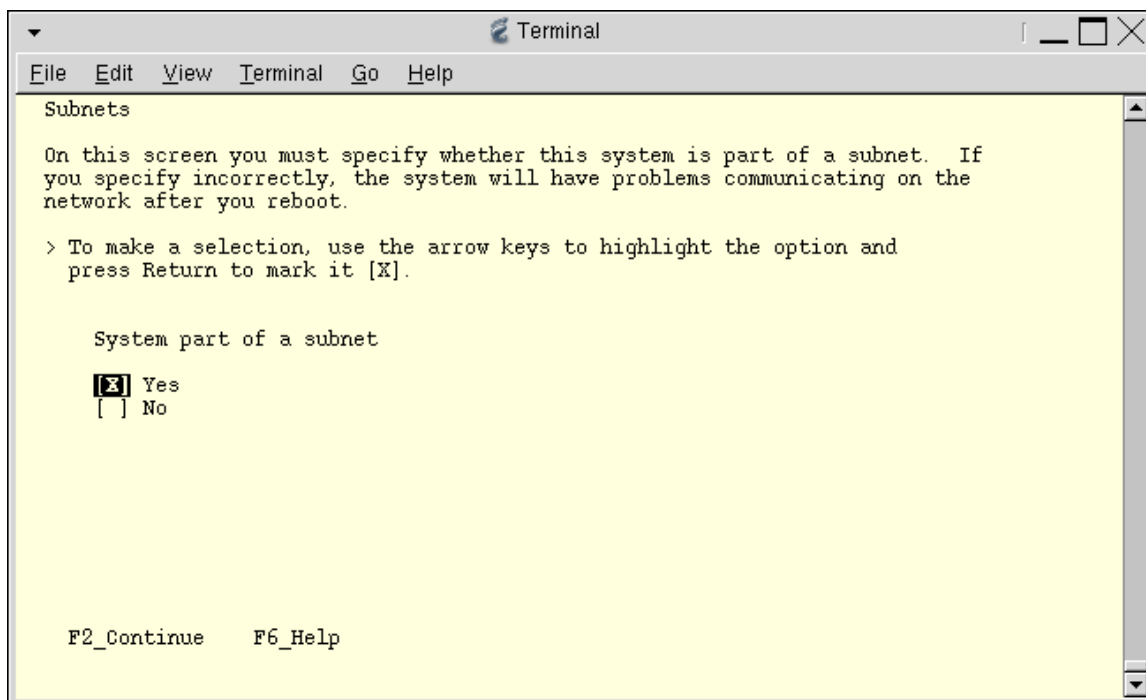 Terminal
File Edit View Terminal Go Help
Subnets
On this screen you must specify whether this system is part of a subnet.  If
you specify incorrectly, the system will have problems communicating on the
network after you reboot.
> To make a selection, use the arrow keys to highlight the option and
press Return to mark it [X].
System part of a subnet
[X] Yes
[ ] No
F2_Continue    F6_Help